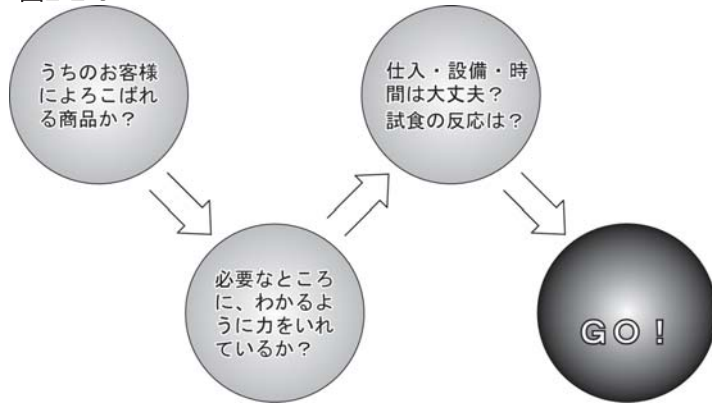 うちのお客様
によろこばれ
る商品か？
必要なところ
に、わかるよ
うに力をいれ
ているか？
仕入・設備・時
間は大丈夫？
試食の反応は？
ＧＯ！